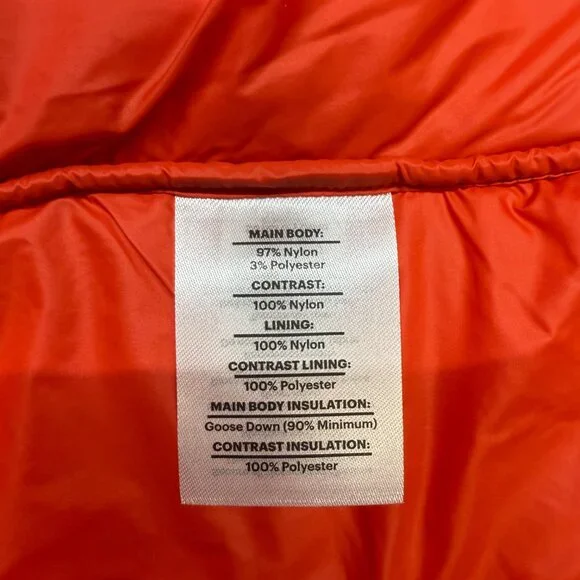 MAIN BODY:
97% Nylon
3% Polyester
CONTRAST:
100% Nylon
LINING:
100% Nylon
CONTRAST LINING:
100% Polyester
MAIN BODY INSULATION:
Goose Down (90% Minimum)
CONTRAST INSULATION:
100% Polyester